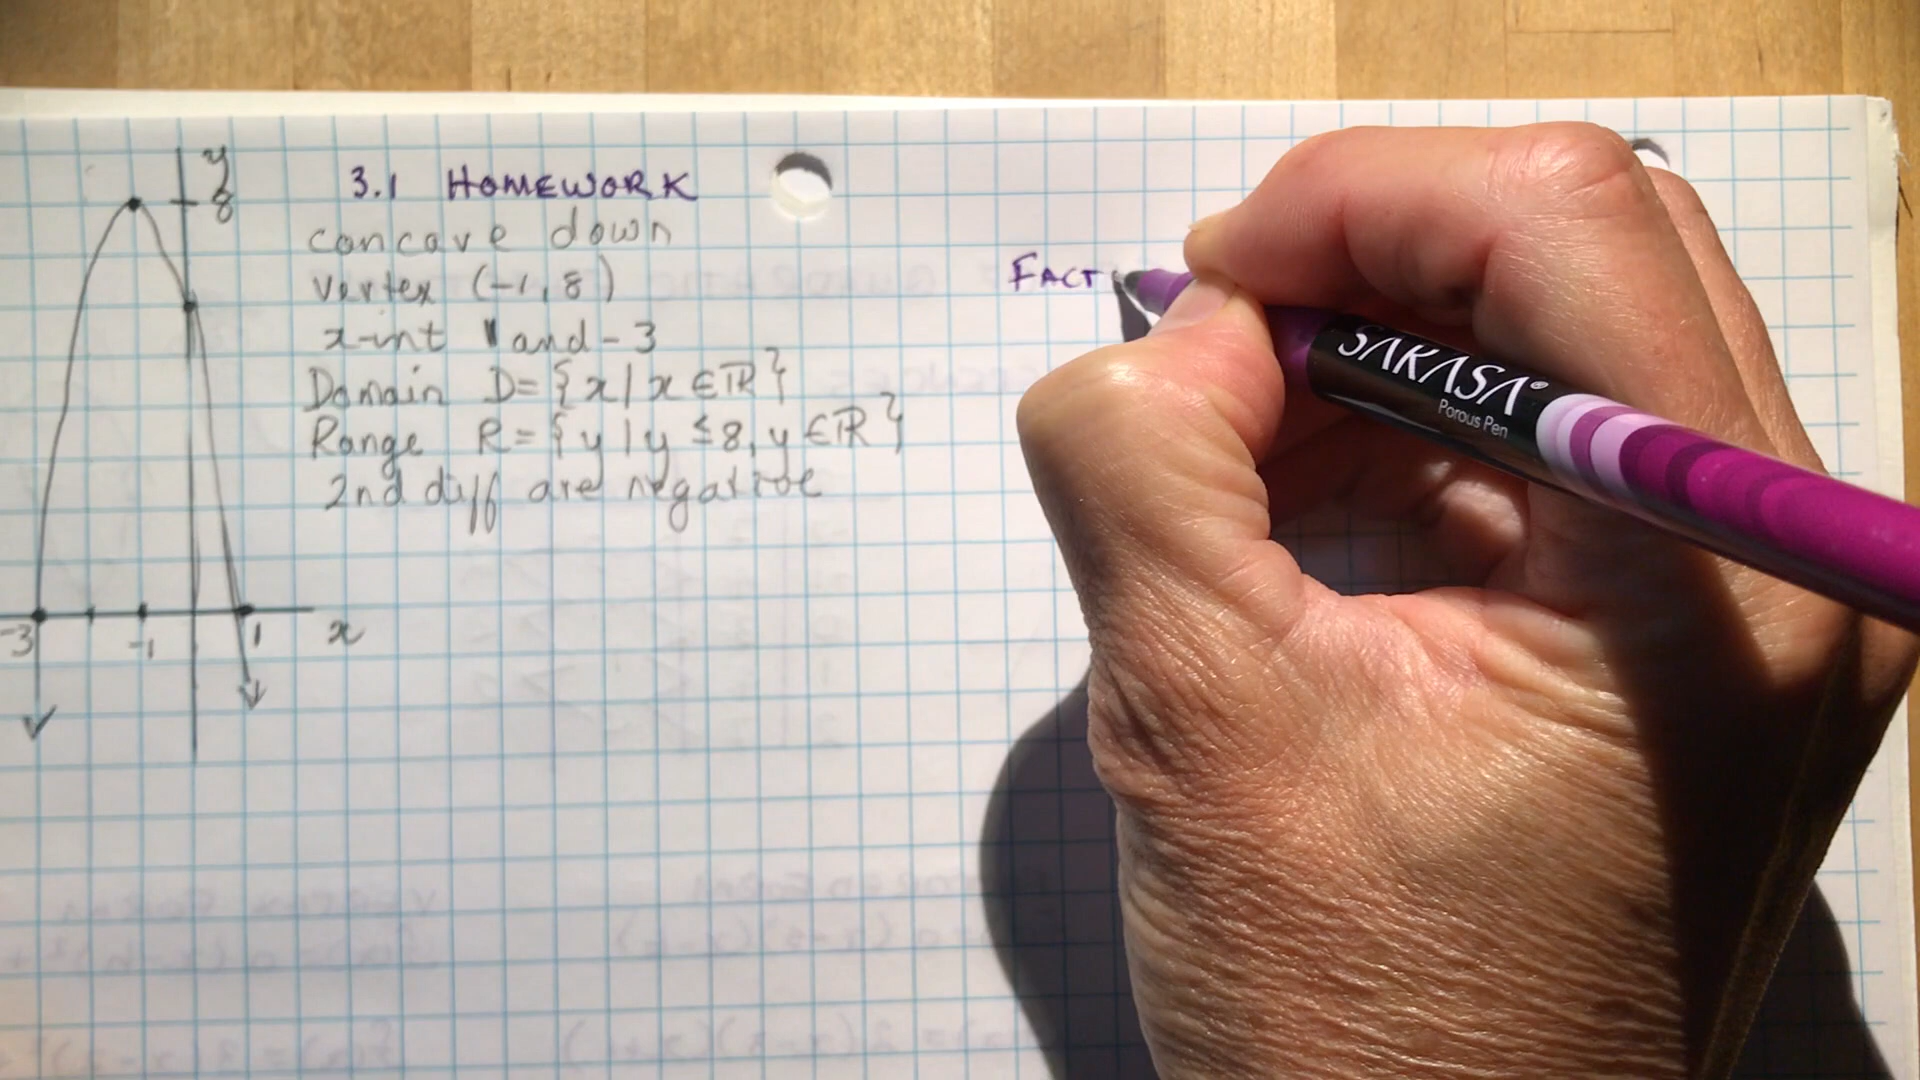 y
8
3.1 HOMEWORK
concave down
vertex (-1, 8)
x-int 1 and -3
Domain D = {x | x ∈ ℝ}
Range R = {y | y ≤ 8, y ∈ ℝ}
2nd diff are negative
-3 -1 1 x
FACT
SAKASA®
Porous Pen